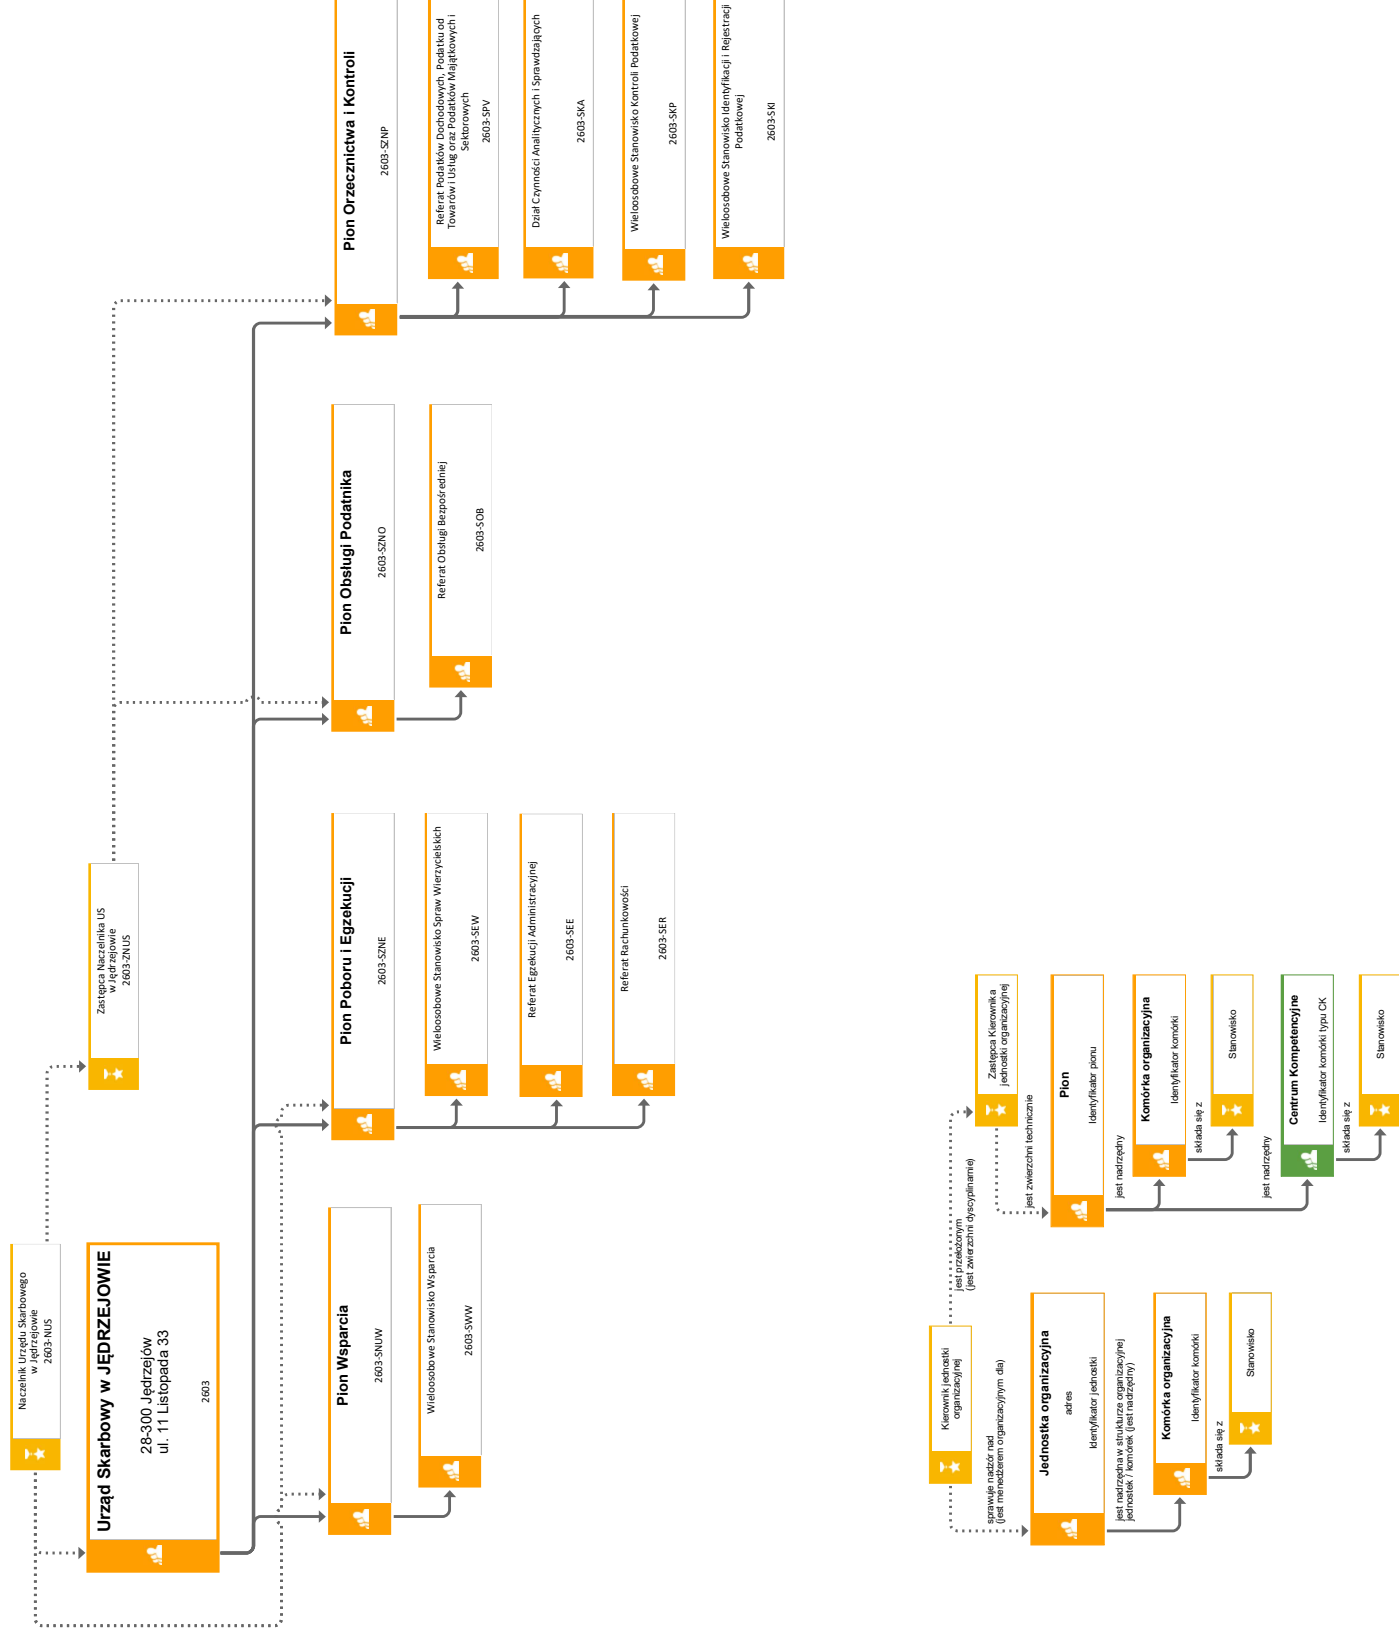 Naczelnik Urzędu Skarbowego
w Jędrzejowie
2603-NUS
Zastępca Naczelnika US
w Jędrzejowie
2603-ZNUS
Urząd Skarbowy w JĘDRZEJOWIE
28-300 Jędrzejów
ul. 11 Listopada 33
2603
Pion Wsparcia
2603-SNUW
Wieloosobowe Stanowisko Wsparcia
2603-SWW
Pion Poboru i Egzekucji
2603-SZNE
Wieloosobowe Stanowisko Spraw Wierzycielskich
2603-SEW
Referat Egzekucji Administracyjnej
2603-SEE
Referat Rachunkowości
2603-SER
Pion Obsługi Podatnika
2603-SZNO
Referat Obsługi Bezpośredniej
2603-SOB
Pion Orzecznictwa i Kontroli
2603-SZNP
Referat Podatków Dochodowych, Podatku od
Towarów i Usług oraz Podatków Majątkowych i
Sektorowych
2603-SPV
Dział Czynności Analitycznych i Sprawdzających
2603-SKA
Wieloosobowe Stanowisko Kontroli Podatkowej
2603-SKP
Wieloosobowe Stanowisko Identyfikacji i Rejestracji
Podatkowej
2603-SKI
Kierownik jednostki
organizacyjnej
sprawuje nadzór nad
(jest menedżerem organizacyjnym dla)
Jednostka organizacyjna
adres
Identyfikator jednostki
jest nadrzędna w strukturze organizacyjnej
jednostek / komórek (jest nadrzędny)
Komórka organizacyjna
Identyfikator komórki
składa się z
Stanowisko
jest przełożonym
(jest zwierzchni dyscyplinarnie)
Zastępca Kierownika
jednostki organizacyjnej
jest zwierzchni technicznie
Pion
Identyfikator pionu
jest nadrzędny
Komórka organizacyjna
Identyfikator komórki
składa się z
Stanowisko
jest nadrzędny
Centrum Kompetencyjne
Identyfikator komórki typu CK
składa się z
Stanowisko